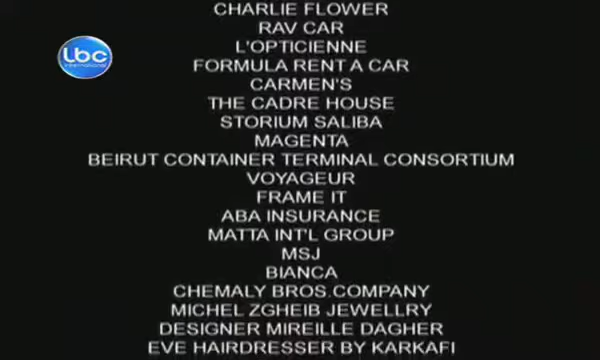 CHARLIE FLOWER
RAV CAR
lbc
international
L'OPTICIENNE
FORMULA RENT A CAR
CARMEN'S
THE CADRE HOUSE
STORIUM SALIBA
MAGENTA
BEIRUT CONTAINER TERMINAL CONSORTIUM
VOYAGEUR
FRAME IT
ABA INSURANCE
MATTA INT'L GROUP
MSJ
BIANCA
CHEMALY BROS.COMPANY
MICHEL ZGHEIB JEWELLRY
DESIGNER MIREILLE DAGHER
EVE HAIRDRESSER BY KARKAFI